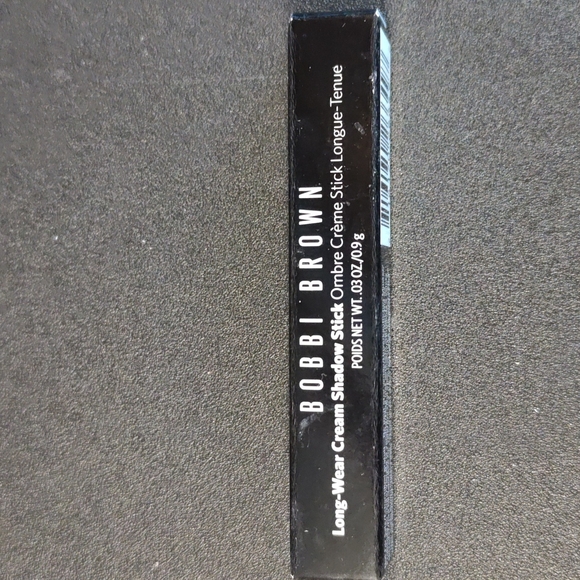 BOBBI BROWN
Long-Wear Cream Shadow Stick Ombre Crème Stick Longue-Tenue
POIDS NET WT. .03 OZ./0.9 g